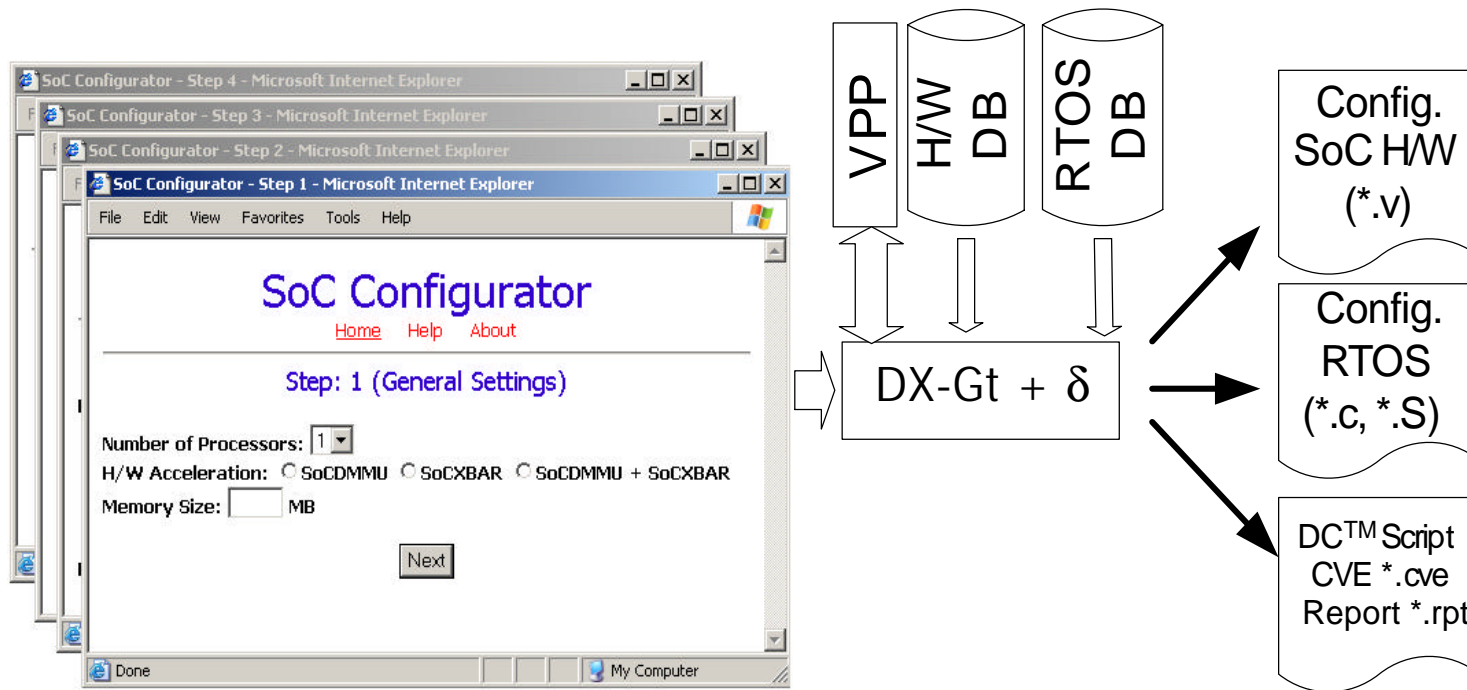 SoC Configurator - Step 4 - Microsoft Internet Explorer
F
SoC Configurator - Step 3 - Microsoft Internet Explorer
SoC Configurator - Step 2 - Microsoft Internet Explorer
F
SoC Configurator - Step 1 - Microsoft Internet Explorer
File Edit View Favorites Tools Help
SoC Configurator
Home Help About
Step: 1 (General Settings)
Number of Processors: 1
H/W Acceleration: SoCDMMU SoCXBAR SoCDMMU + SoCXBAR
Memory Size: MB
Next
Done
My Computer
VPP
H/W
DB
RTOS
DB
DX-Gt + δ
Config.
SoC H/W
(*.v)
Config.
RTOS
(*.c, *.S)
DC™ Script
CVE *.cve
Report *.rpt